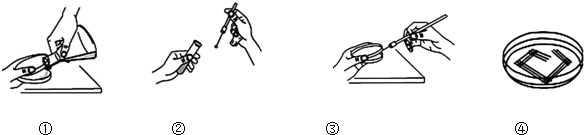 ① ② ③ ④